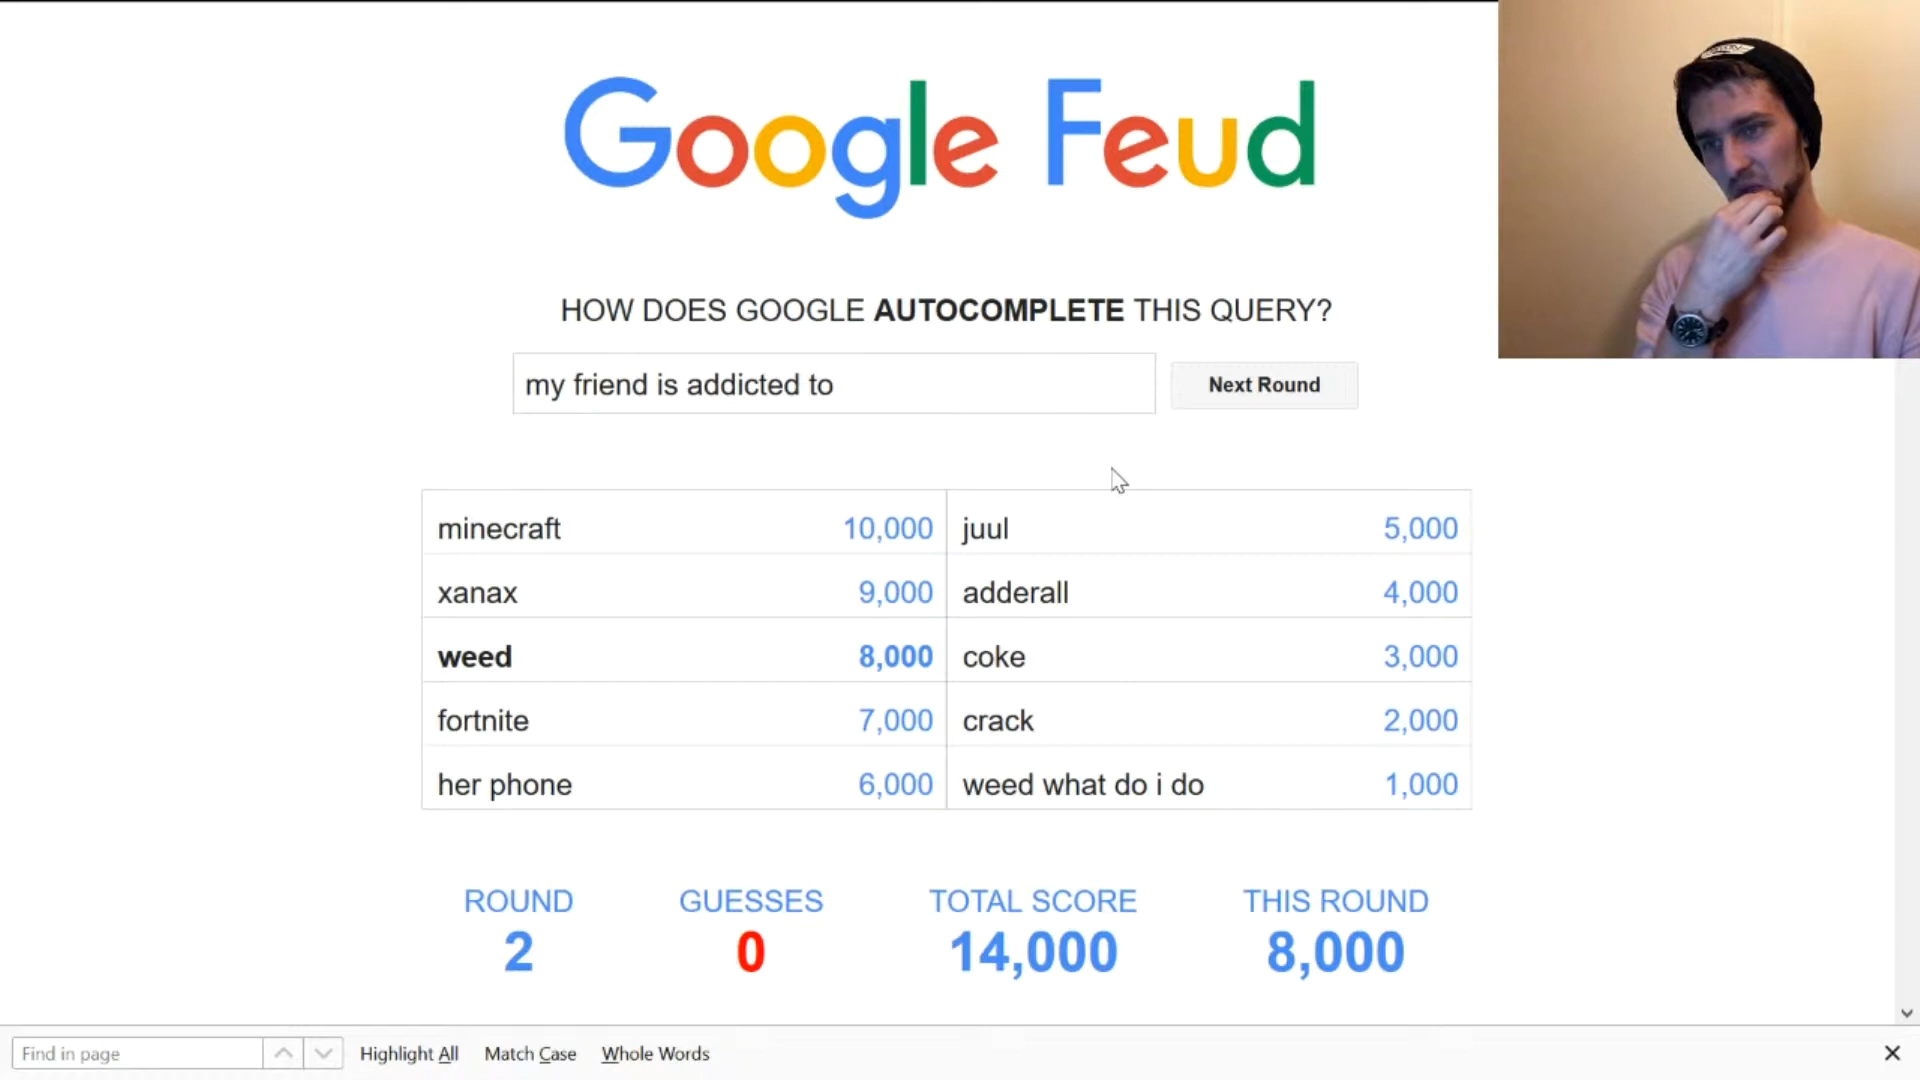 Google Feud
HOW DOES GOOGLE AUTOCOMPLETE THIS QUERY?
my friend is addicted to
Next Round
minecraft 10,000 juul 5,000
xanax 9,000 adderall 4,000
weed 8,000 coke 3,000
fortnite 7,000 crack 2,000
her phone 6,000 weed what do i do 1,000
ROUND GUESSES TOTAL SCORE THIS ROUND
2 0 14,000 8,000
Find in page Highlight All Match Case Whole Words